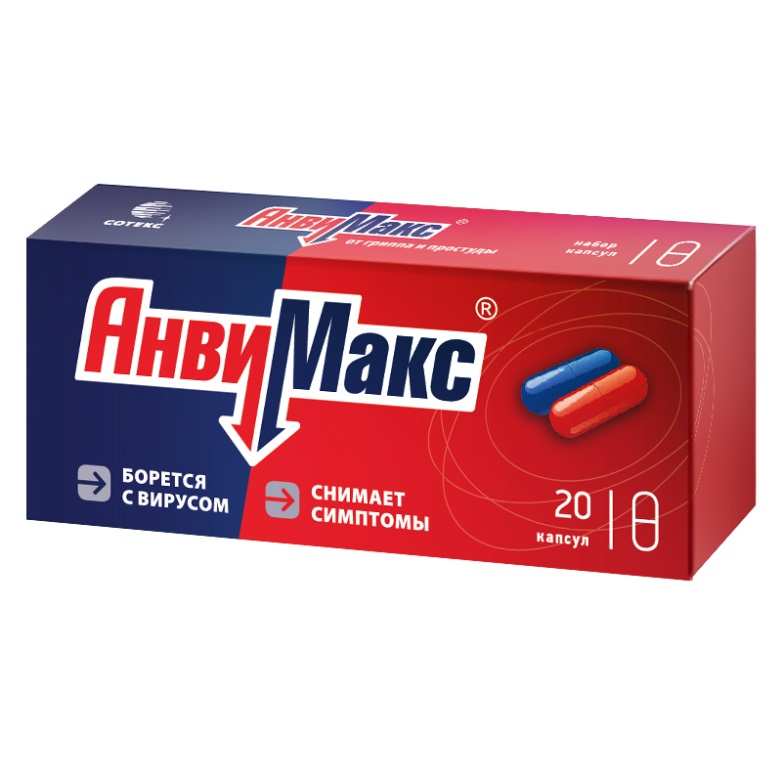 СОТЕКС
АнвиМакс®
от гриппа и простуды
набор
капсул
АнвиМакс®
БОРЕТСЯ
С ВИРУСОМ
СНИМАЕТ
СИМПТОМЫ
20
капсул